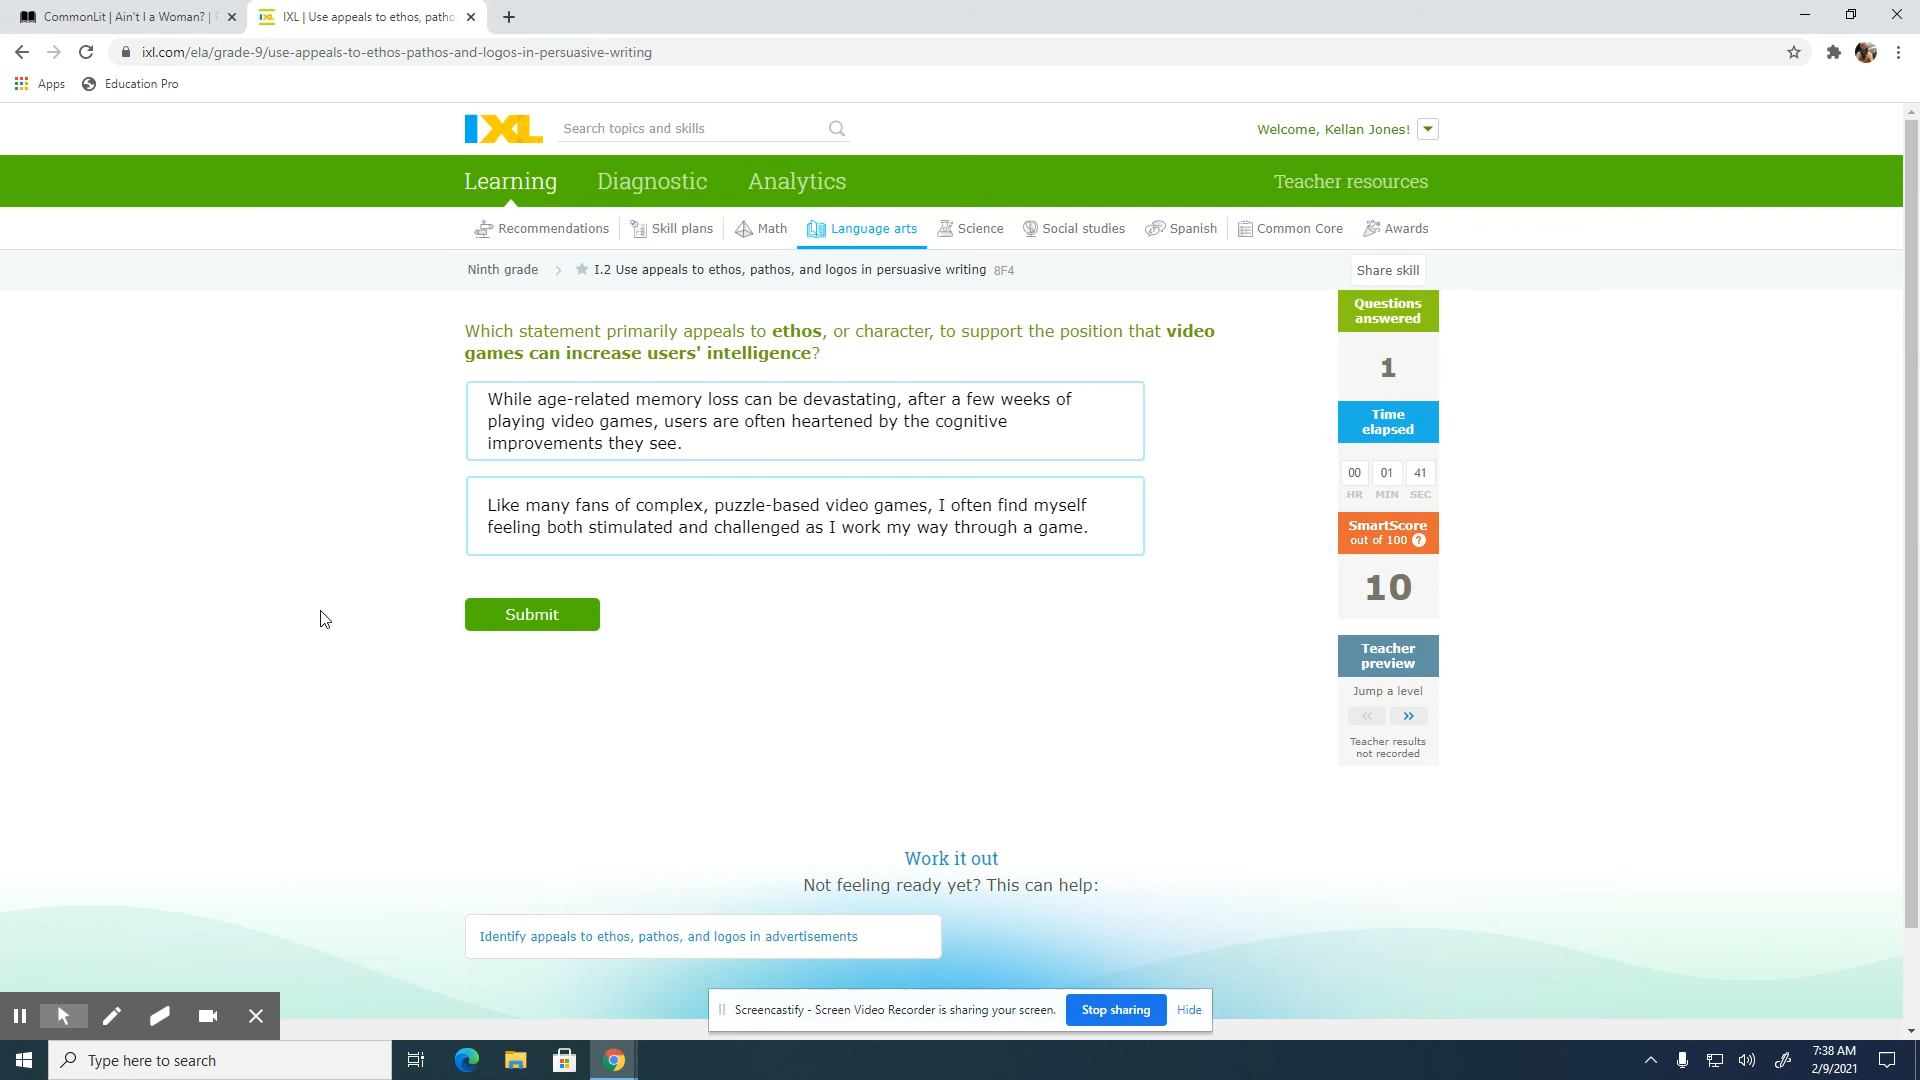 CommonLit | Ain't I a Woman? |
IXL | Use appeals to ethos, patho
ixl.com/ela/grade-9/use-appeals-to-ethos-pathos-and-logos-in-persuasive-writing
Apps
Education Pro
IXL
Search topics and skills
Welcome, Kellan Jones!
Learning
Diagnostic
Analytics
Teacher resources
Recommendations
Skill plans
Math
Language arts
Science
Social studies
Spanish
Common Core
Awards
Ninth grade
I.2 Use appeals to ethos, pathos, and logos in persuasive writing 8F4
Share skill
Which statement primarily appeals to ethos, or character, to support the position that video
games can increase users' intelligence?
While age-related memory loss can be devastating, after a few weeks of
playing video games, users are often heartened by the cognitive
improvements they see.
Like many fans of complex, puzzle-based video games, I often find myself
feeling both stimulated and challenged as I work my way through a game.
Submit
Questions
answered
1
Time
elapsed
00 01 41
HR MIN SEC
SmartScore
out of 100 ?
10
Teacher
preview
Jump a level
Teacher results
not recorded
Work it out
Not feeling ready yet? This can help:
Identify appeals to ethos, pathos, and logos in advertisements
Screencastify - Screen Video Recorder is sharing your screen.
Stop sharing
Hide
Type here to search
7:38 AM
2/9/2021